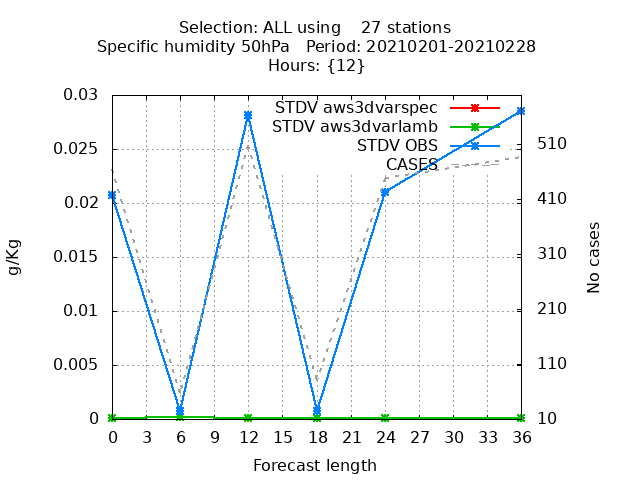 Selection: ALL using    27 stations
Specific humidity 50hPa   Period: 20210201-20210228
Hours: {12}
STDV aws3dvarspec
STDV aws3dvarlamb
STDV OBS
CASES
0.03
0.025
0.02
0.015
0.01
0.005
0
g/Kg
510
410
310
210
110
10
No cases
0 3 6 9 12 15 18 21 24 27 30 33 36
Forecast length